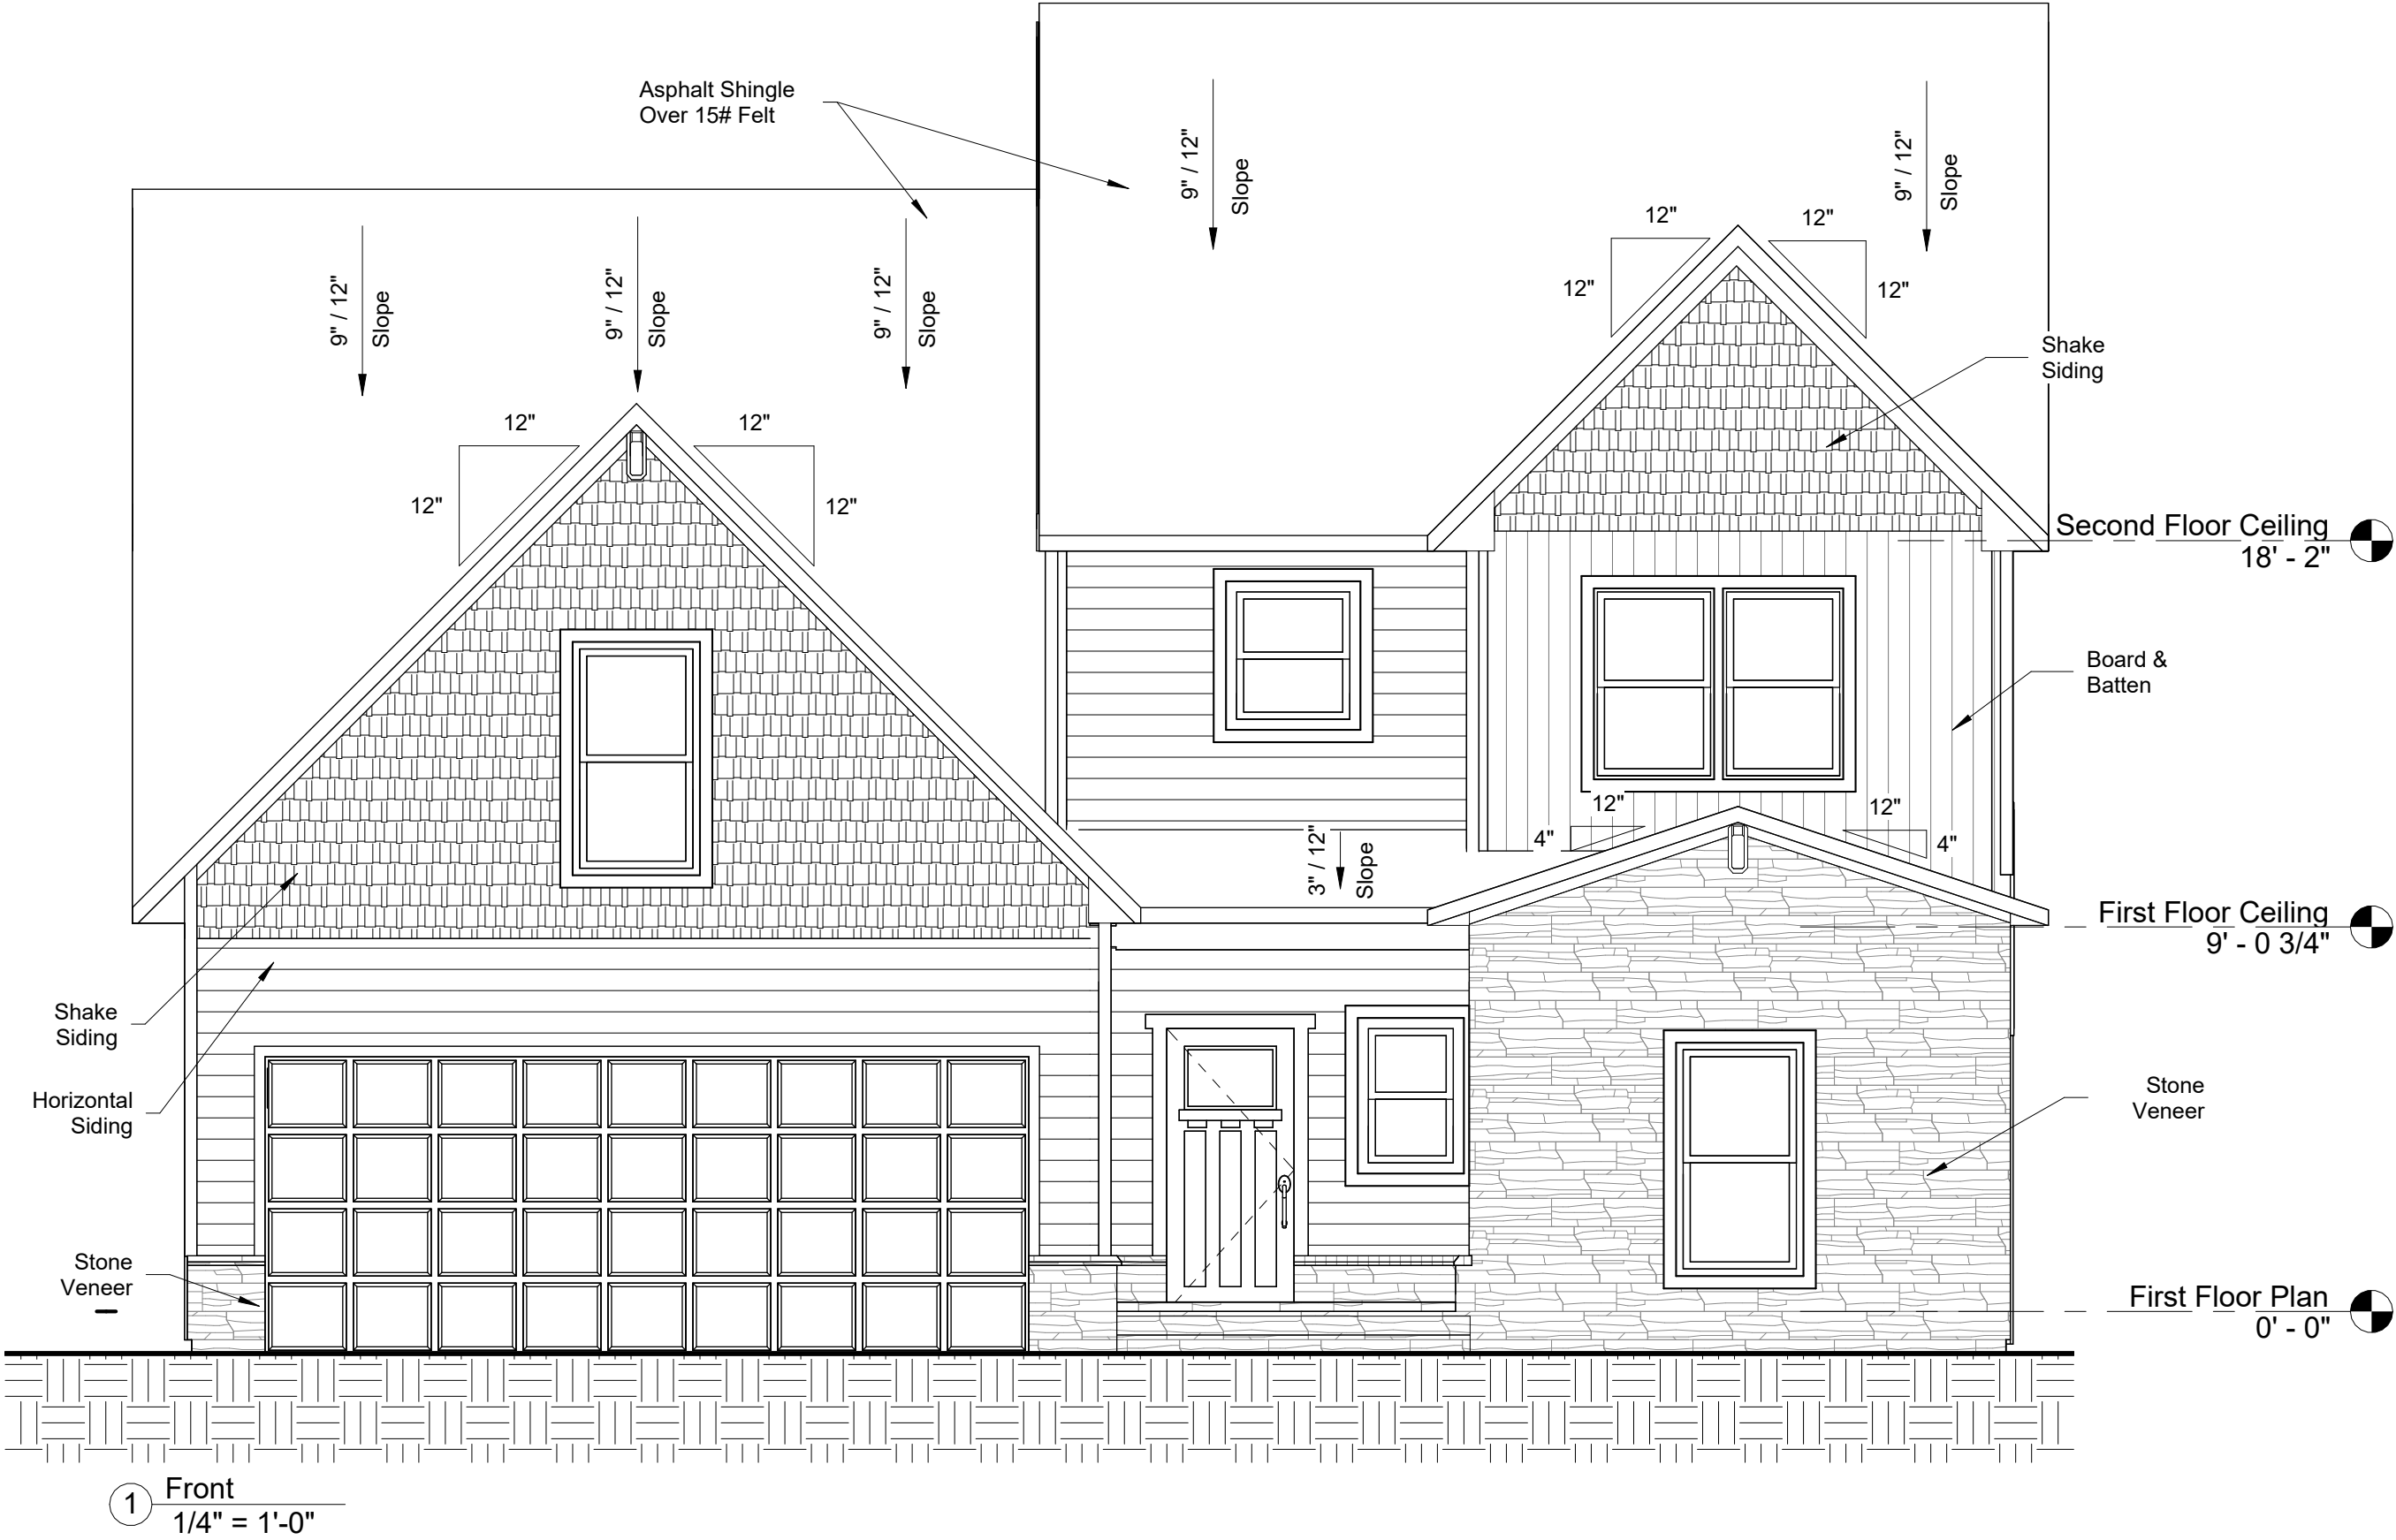 Asphalt Shingle
Over 15# Felt
9" / 12"
Slope
9" / 12"
Slope
9" / 12"
Slope
9" / 12"
Slope
9" / 12"
Slope
12"
12"
12"
12"
Shake
Siding
12"
12"
12"
12"
Second Floor Ceiling
18' - 2"
Board &
Batten
12"
12"
4"
4"
3" / 12"
Slope
First Floor Ceiling
9' - 0 3/4"
Shake
Siding
Horizontal
Siding
Stone
Veneer
Stone
Veneer
First Floor Plan
0' - 0"
1
Front
1/4" = 1'-0"